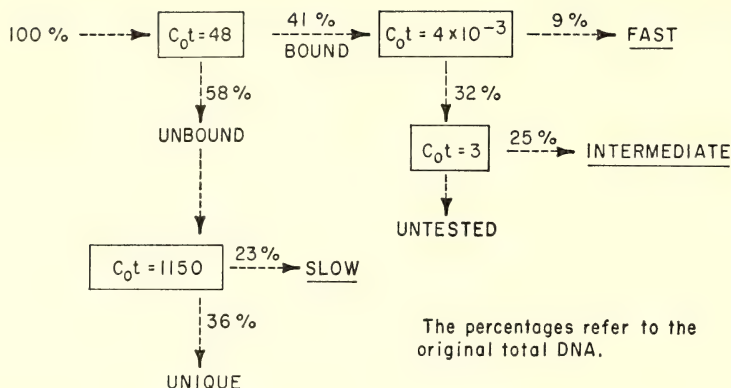 100 %
C₀t = 48
41 %
BOUND
C₀t = 4 × 10⁻³
9 %
FAST
58 %
UNBOUND
32 %
C₀t = 3
25 %
INTERMEDIATE
UNTESTED
C₀t = 1150
23 %
SLOW
36 %
UNIQUE
The percentages refer to the
original total DNA.